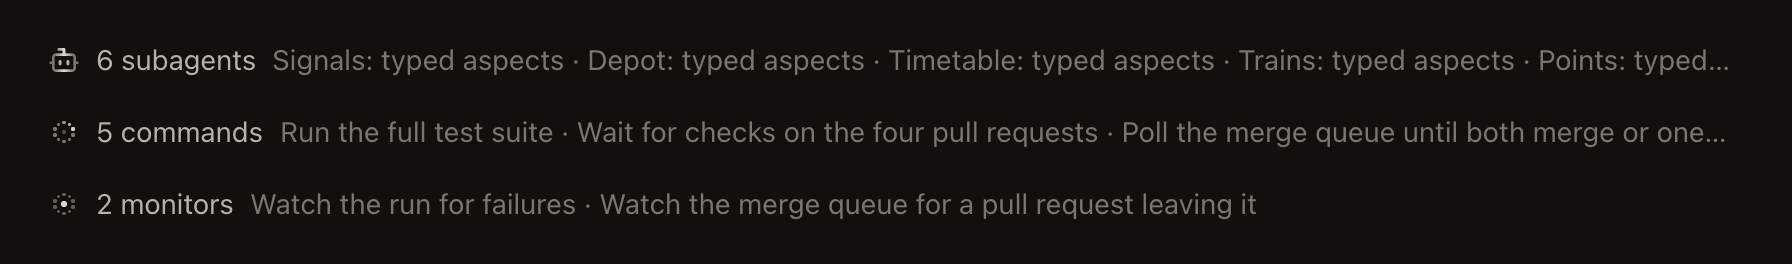 6 subagents Signals: typed aspects · Depot: typed aspects · Timetable: typed aspects · Trains: typed aspects · Points: typed...
5 commands Run the full test suite · Wait for checks on the four pull requests · Poll the merge queue until both merge or one...
2 monitors Watch the run for failures · Watch the merge queue for a pull request leaving it